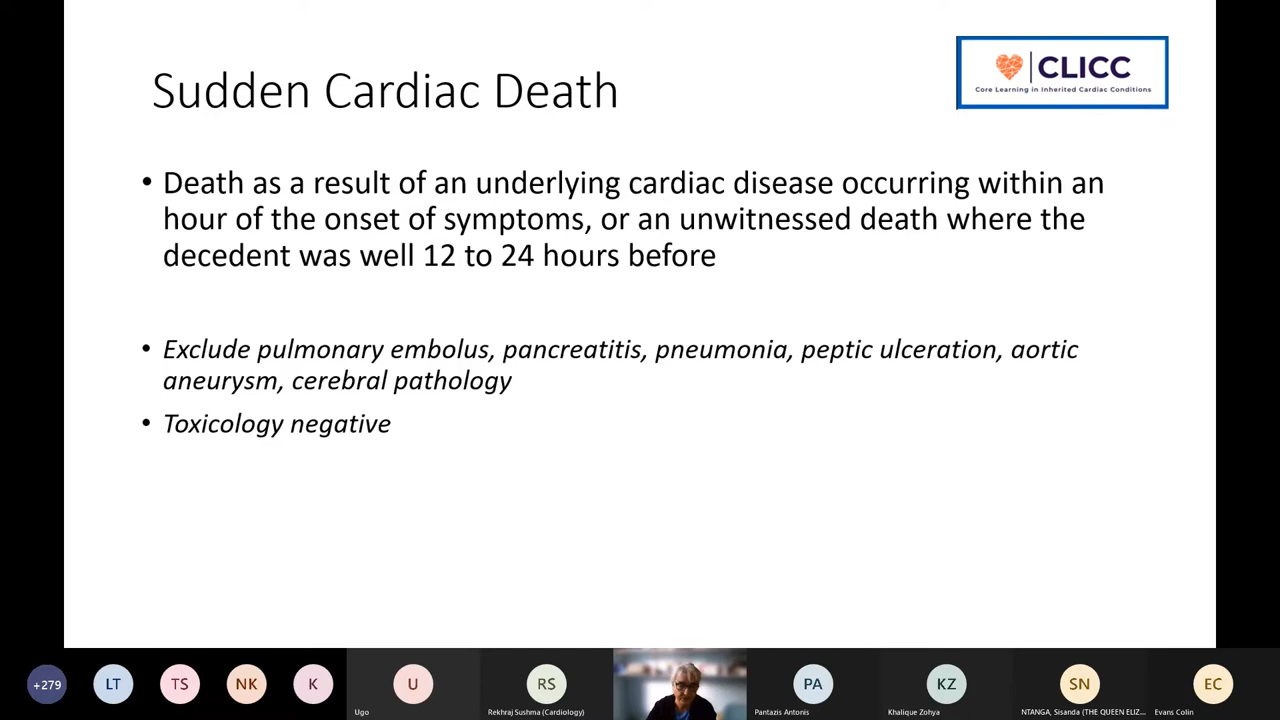 Sudden Cardiac Death
CLICC
Core Learning in Inherited Cardiac Conditions
• Death as a result of an underlying cardiac disease occurring within an
hour of the onset of symptoms, or an unwitnessed death where the
decedent was well 12 to 24 hours before
• Exclude pulmonary embolus, pancreatitis, pneumonia, peptic ulceration, aortic
aneurysm, cerebral pathology
• Toxicology negative
+279
LT
TS
NK
K
U
Ugo
RS
Rekhraj Sushma (Cardiology)
PA
Pantazis Antonis
KZ
Khalique Zohya
SN
NTANGA, Sisanda (THE QUEEN ELIZ...
EC
Evans Colin